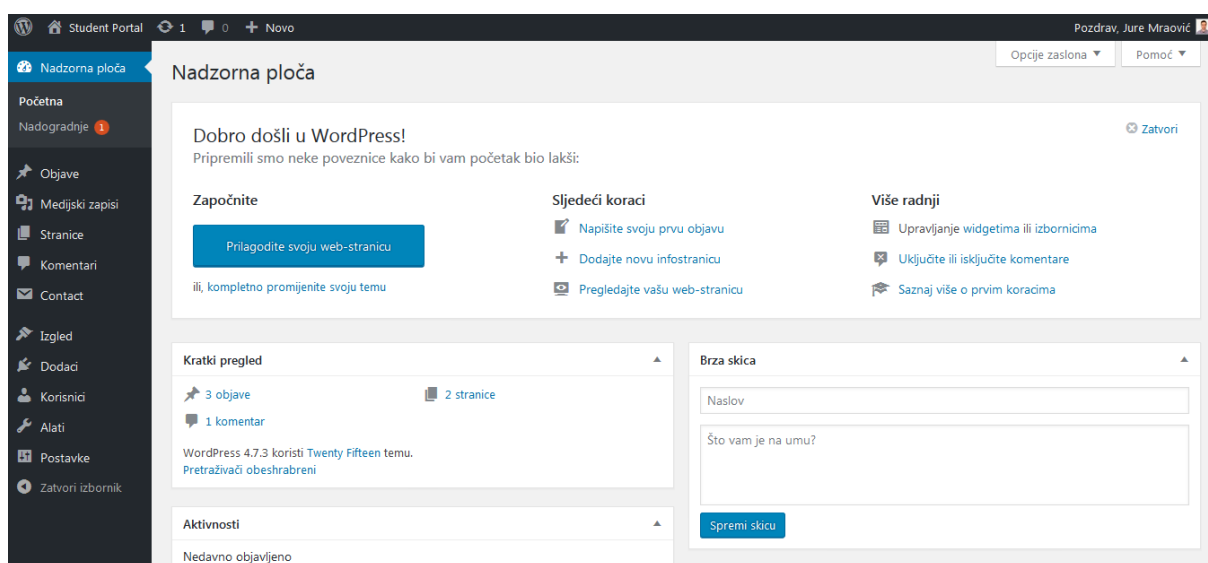 Student Portal 1 0 + Novo Pozdrav, Jure Mraović
Nadzorna ploča
Početna
Nadogradnje 1
Objave
Medijski zapisi
Stranice
Komentari
Contact
Izgled
Dodaci
Korisnici
Alati
Postavke
Zatvori izbornik
Opcije zaslona ▼ Pomoć ▼
Nadzorna ploča
Dobro došli u WordPress!
Zatvori
Pripremili smo neke poveznice kako bi vam početak bio lakši:
Započnite
Prilagodite svoju web-stranicu
ili, kompletno promijenite svoju temu
Sljedeći koraci
Napišite svoju prvu objavu
Dodajte novu infostranicu
Pregledajte vašu web-stranicu
Više radnji
Upravljanje widgetima ili izbornicima
Uključite ili isključite komentare
Saznaj više o prvim koracima
Kratki pregled
3 objave 2 stranice
1 komentar
WordPress 4.7.3 koristi Twenty Fifteen temu.
Pretraživači obeshrabreni
Aktivnosti
Nedavno objavljeno
Brza skica
Naslov
Što vam je na umu?
Spremi skicu